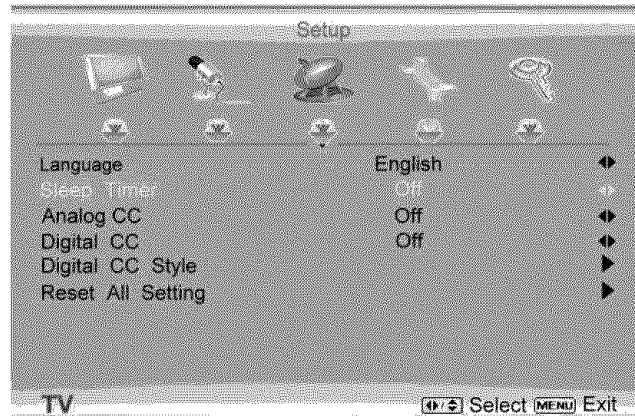 Setup
Language English
Sleep Timer Off
Analog CC Off
Digital CC Off
Digital CC Style
Reset All Setting
TV Select MENU Exit